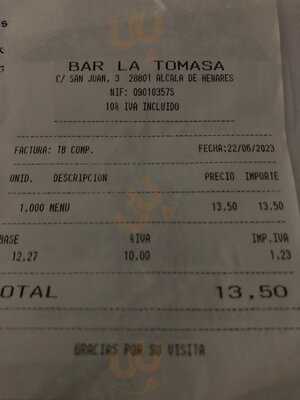 BAR LA TOMASA
C/ SAN JUAN, 3 28801 ALCALA DE HENARES
NIF: 09010357S
10% IVA INCLUIDO
FACTURA: TB COMP. FECHA:22/06/2023
UNID. DESCRIPCION PRECIO IMPORTE
1,000 MENU 13,50 13,50
BASE %IVA IMP.IVA
12,27 10,00 1,23
OTAL 13,50
GRACIAS POR SU VISITA